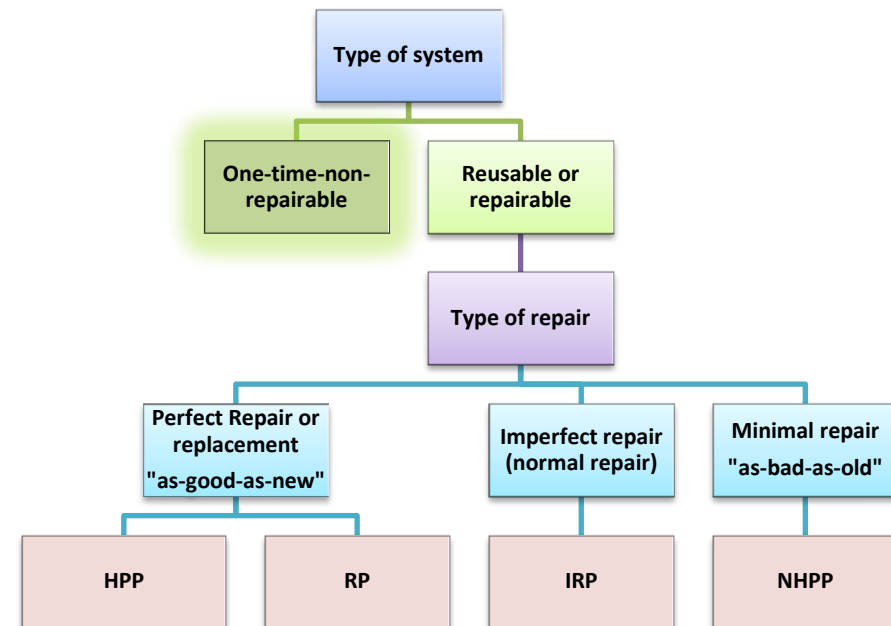 Type of system
One-time-non-
repairable
Reusable or
repairable
Type of repair
Perfect Repair or
replacement
"as-good-as-new"
Imperfect repair
(normal repair)
Minimal repair
"as-bad-as-old"
HPP
RP
IRP
NHPP